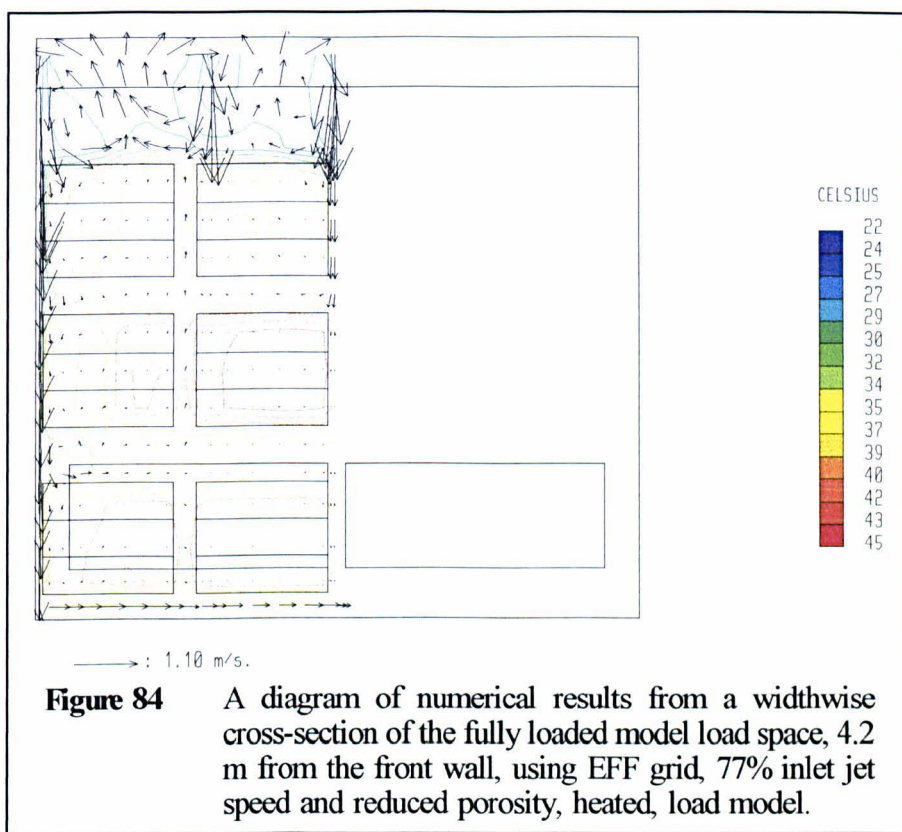 CELSIUS
22
24
25
27
29
30
32
34
35
37
39
40
42
43
45
: 1.10 m/s.
Figure 84 A diagram of numerical results from a widthwise
cross-section of the fully loaded model load space, 4.2
m from the front wall, using EFF grid, 77% inlet jet
speed and reduced porosity, heated, load model.